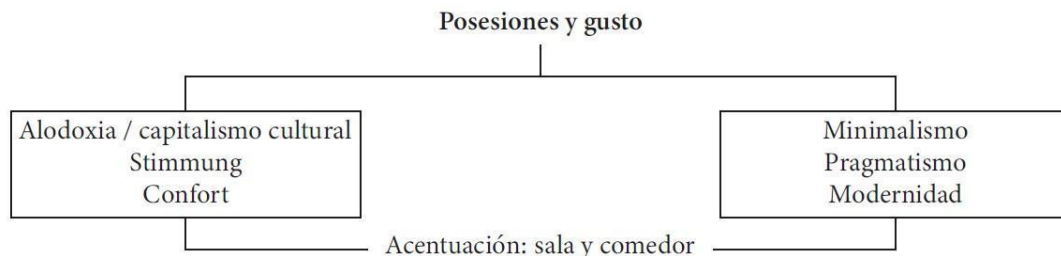 Posesiones y gusto
Alodoxia / capitalismo cultural
Stimmung
Confort
Minimalismo
Pragmatismo
Modernidad
Acentuación: sala y comedor